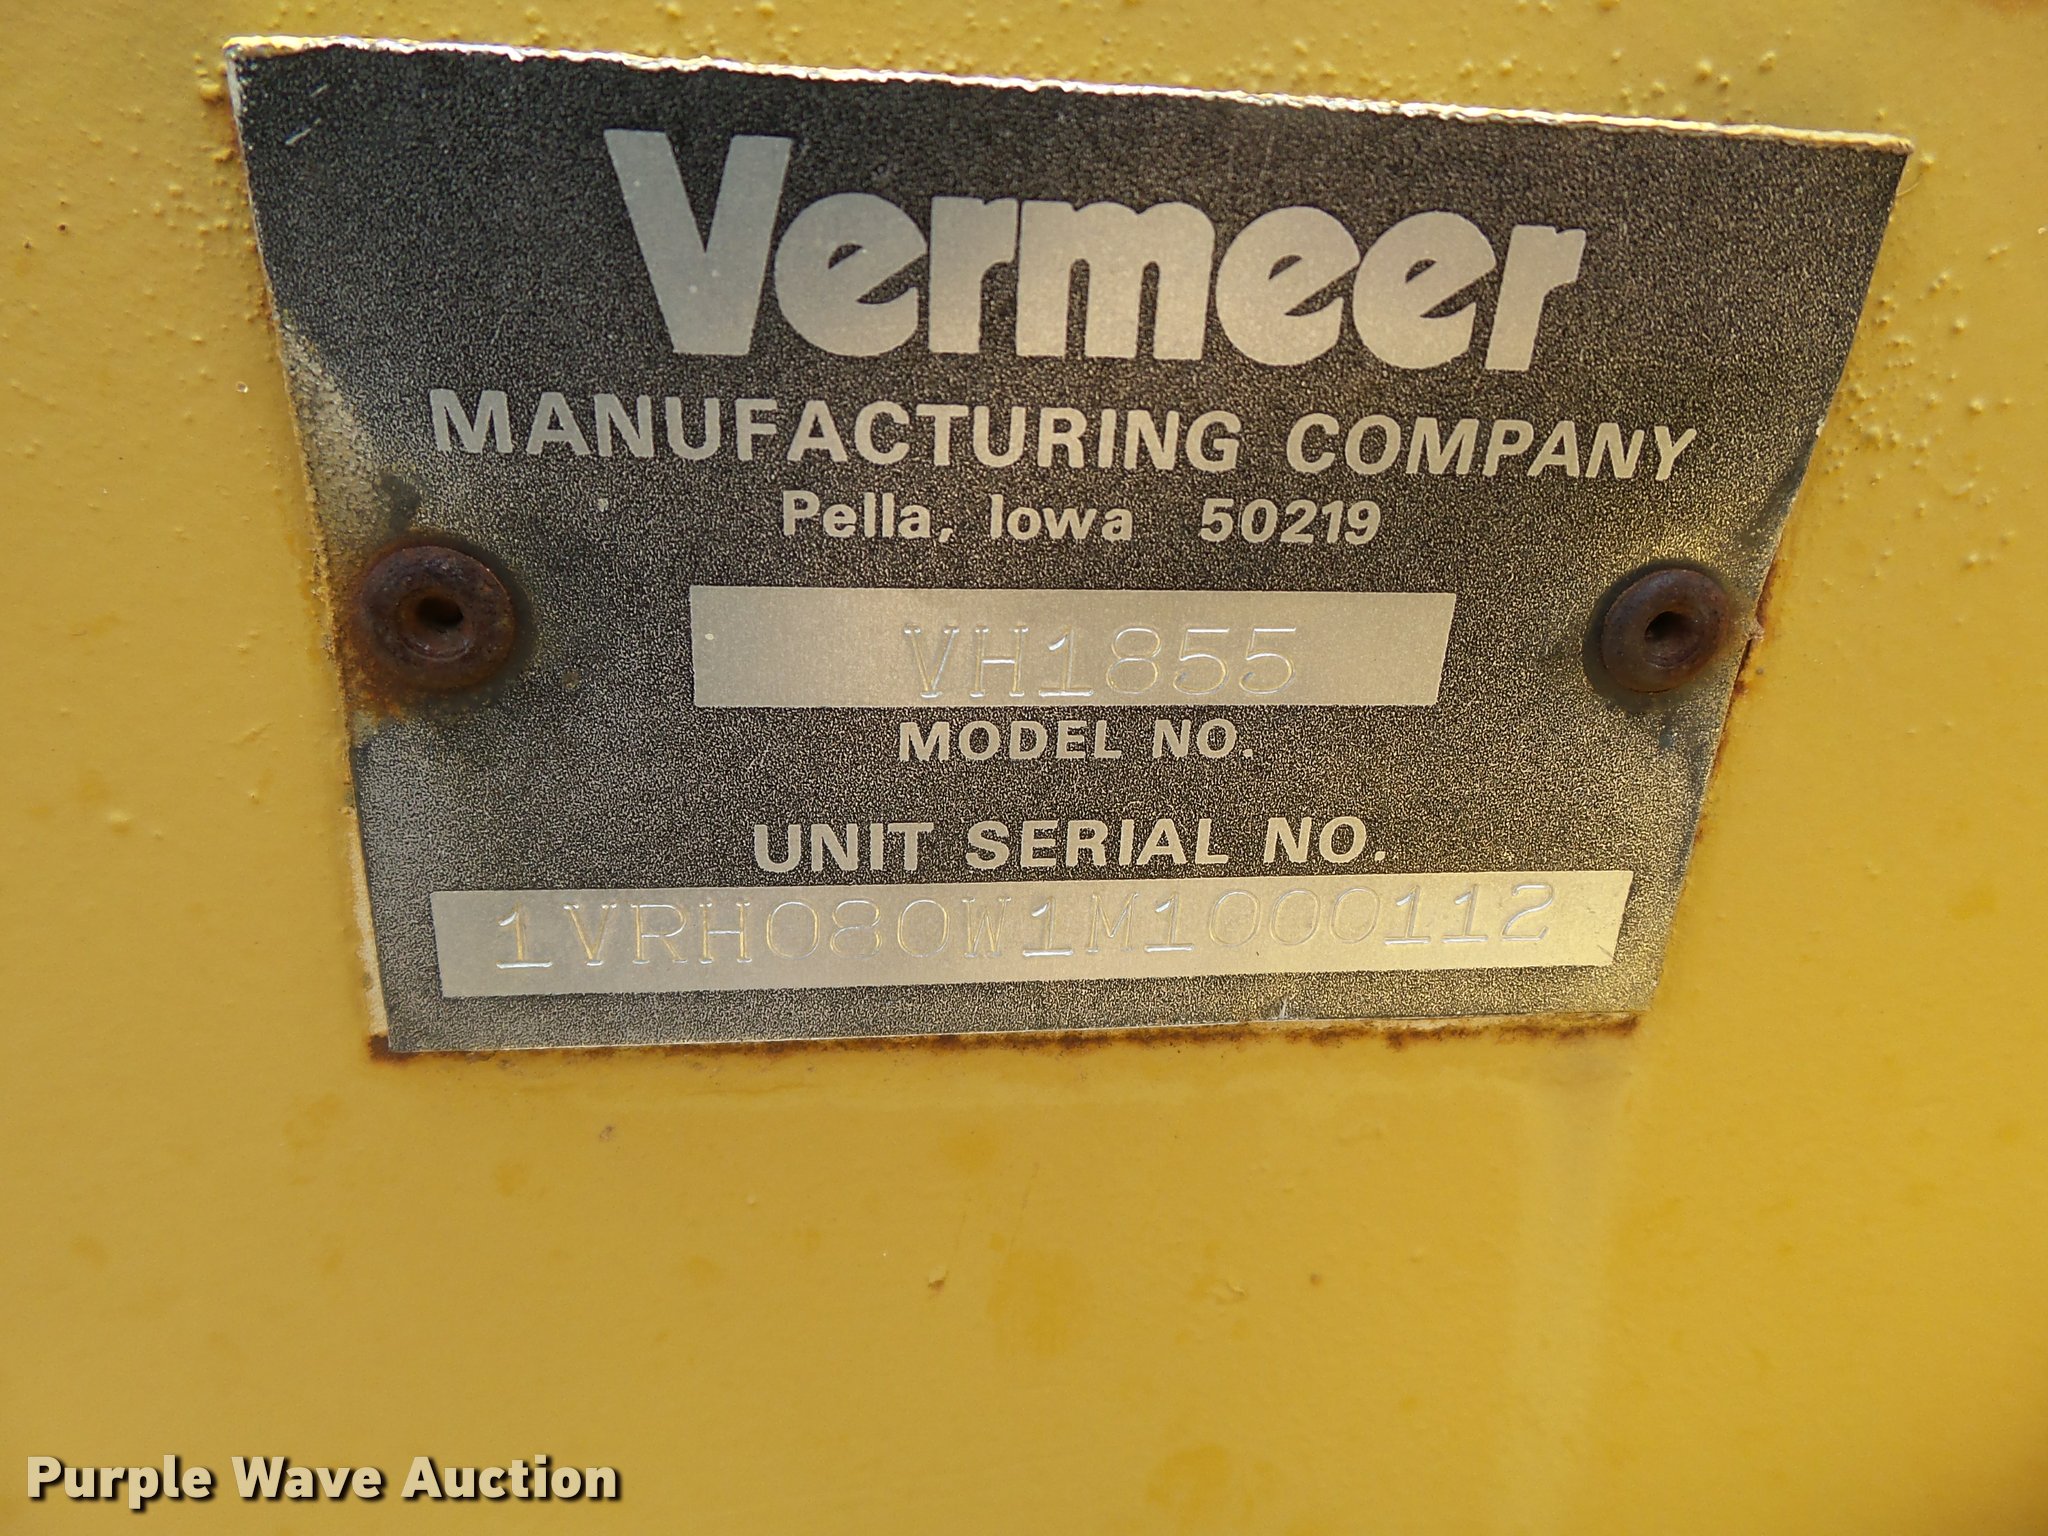 Vermeer
MANUFACTURING COMPANY
Pella, Iowa 50219
VH1855
MODEL NO.
UNIT SERIAL NO.
1VRH080W1M1000112
Purple Wave Auction